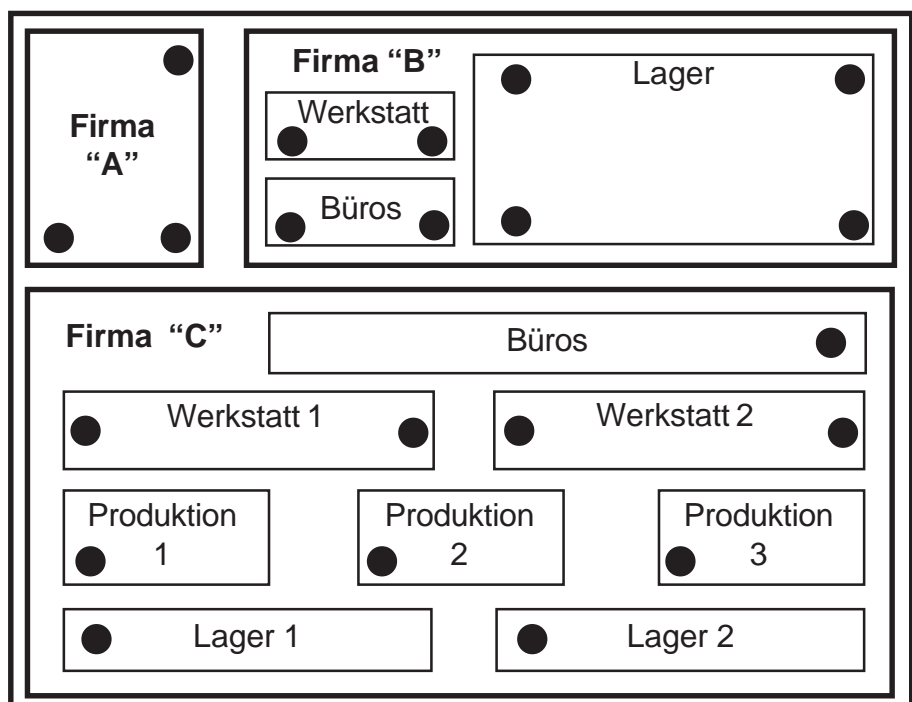 Firma
“A”
Firma “B”
Werkstatt
Büros
Lager
Firma “C”
Büros
Werkstatt 1
Werkstatt 2
Produktion
1
Produktion
2
Produktion
3
Lager 1
Lager 2